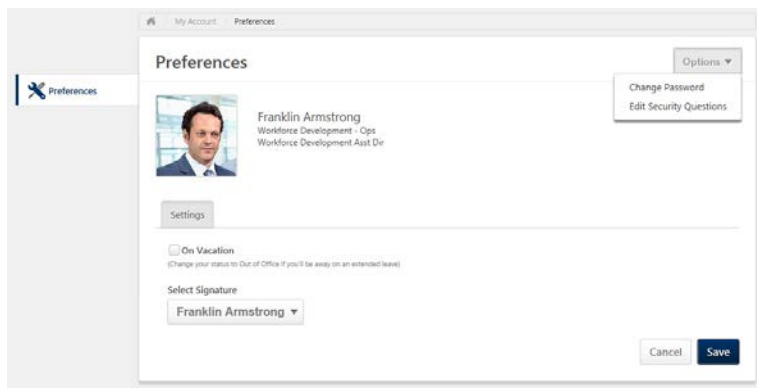 My Account
Preferences
Preferences
Options
Change Password
Edit Security Questions
Preferences
Franklin Armstrong
Workforce Development - Ops
Workforce Development Asst Dir
Settings
On Vacation
(Change your status to Out of Office if you'll be away on an extended leave)
Select Signature
Franklin Armstrong
Cancel
Save